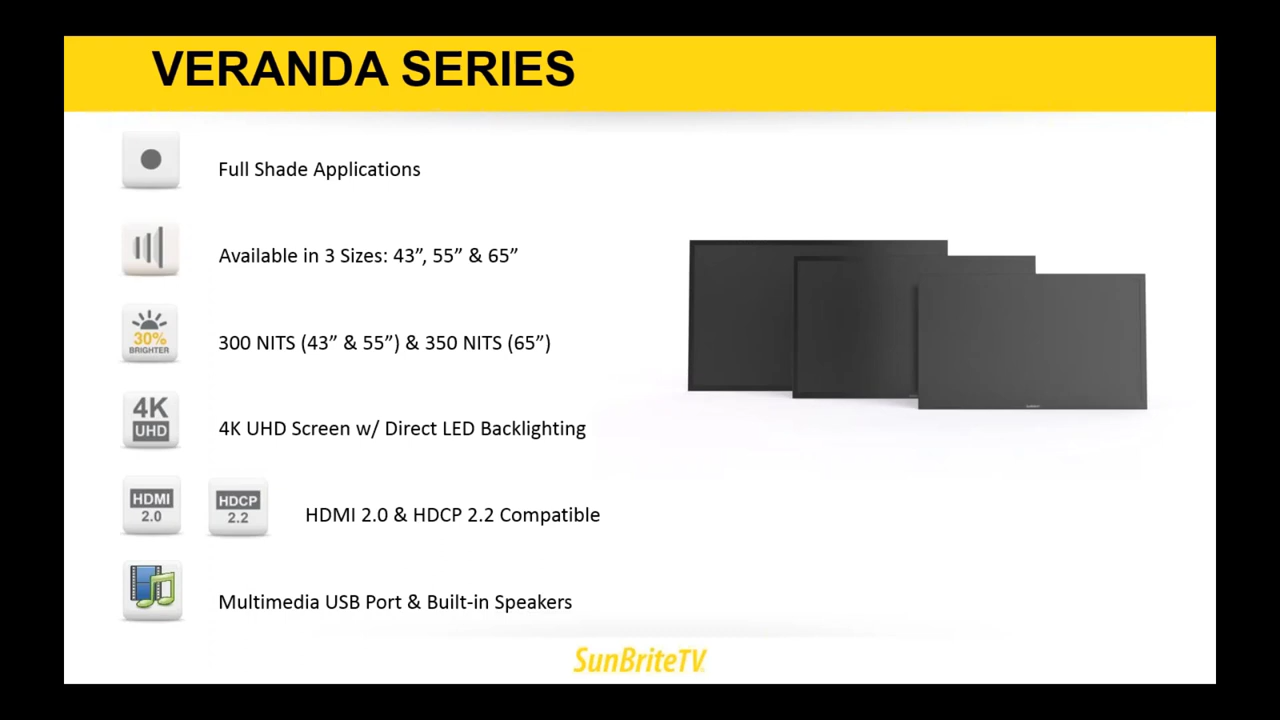 VERANDA SERIES
Full Shade Applications
Available in 3 Sizes: 43”, 55” & 65”
30%
BRIGHTER
300 NITS (43” & 55”) & 350 NITS (65”)
4K
UHD
4K UHD Screen w/ Direct LED Backlighting
HDMI
2.0
HDCP
2.2
HDMI 2.0 & HDCP 2.2 Compatible
Multimedia USB Port & Built-in Speakers
SunBriteTV